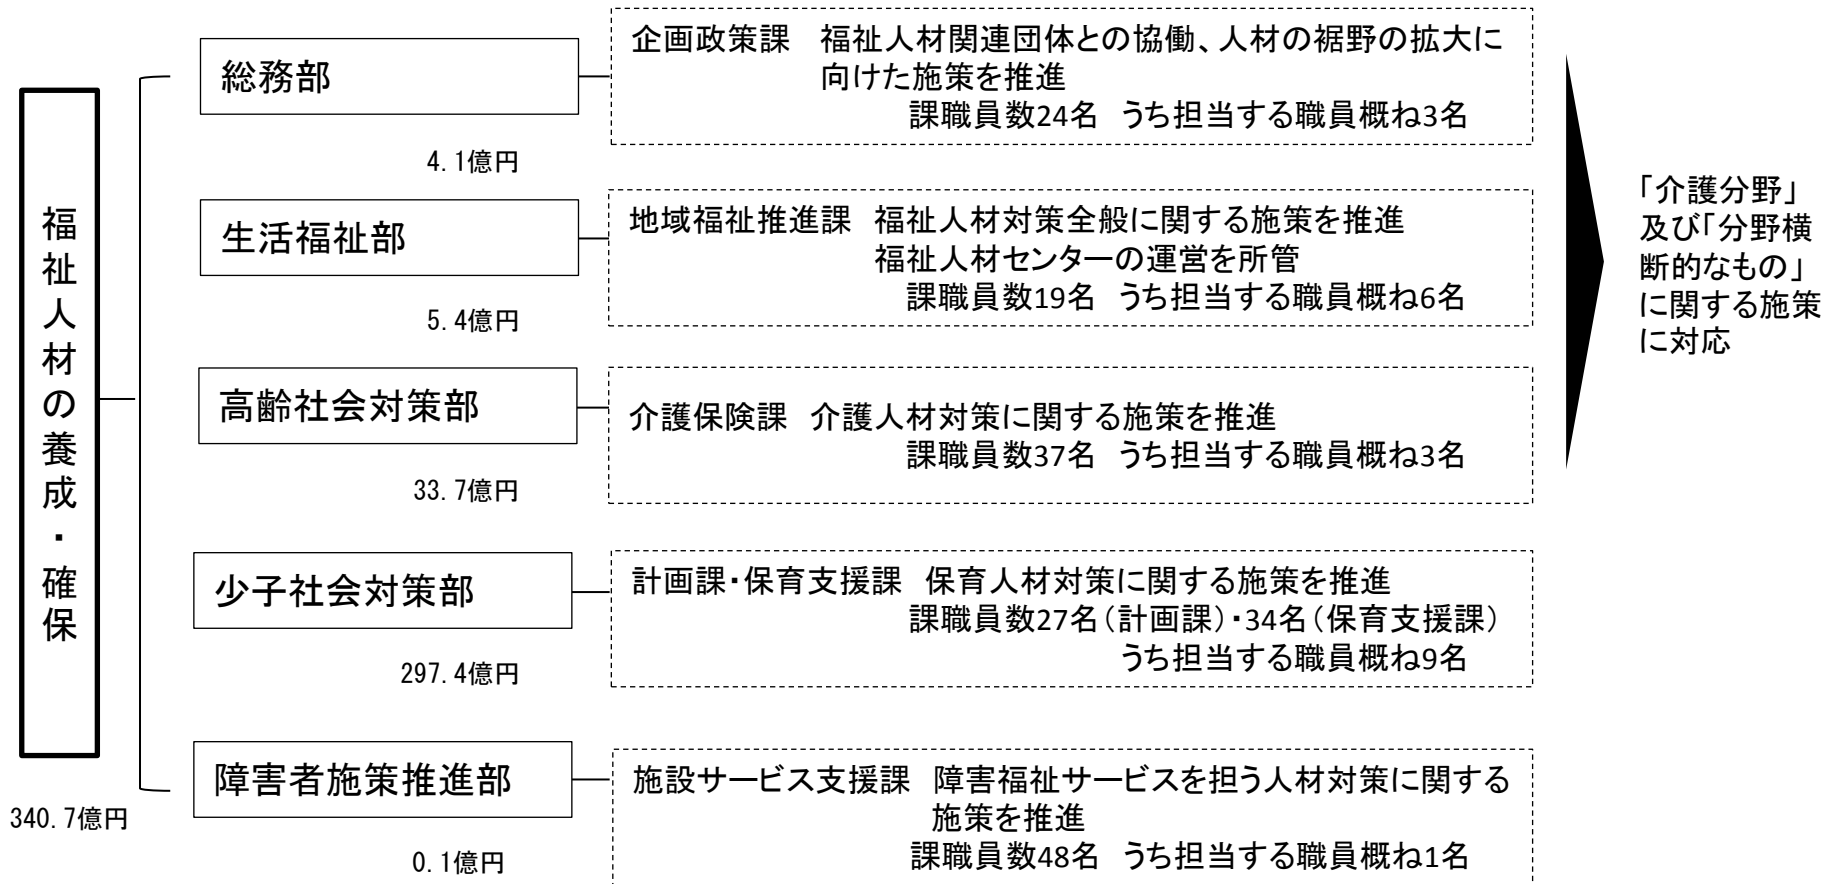 福祉人材の養成・確保
340.7億円
総務部
4.1億円
企画政策課 福祉人材関連団体との協働、人材の裾野の拡大に
向けた施策を推進
課職員数24名 うち担当する職員概ね3名
生活福祉部
5.4億円
地域福祉推進課 福祉人材対策全般に関する施策を推進
福祉人材センターの運営を所管
課職員数19名 うち担当する職員概ね6名
高齢社会対策部
33.7億円
介護保険課 介護人材対策に関する施策を推進
課職員数37名 うち担当する職員概ね3名
少子社会対策部
297.4億円
計画課・保育支援課 保育人材対策に関する施策を推進
課職員数27名(計画課)・34名(保育支援課)
うち担当する職員概ね9名
障害者施策推進部
0.1億円
施設サービス支援課 障害福祉サービスを担う人材対策に関する
施策を推進
課職員数48名 うち担当する職員概ね1名
「介護分野」
及び「分野横
断的なもの」
に関する施策
に対応